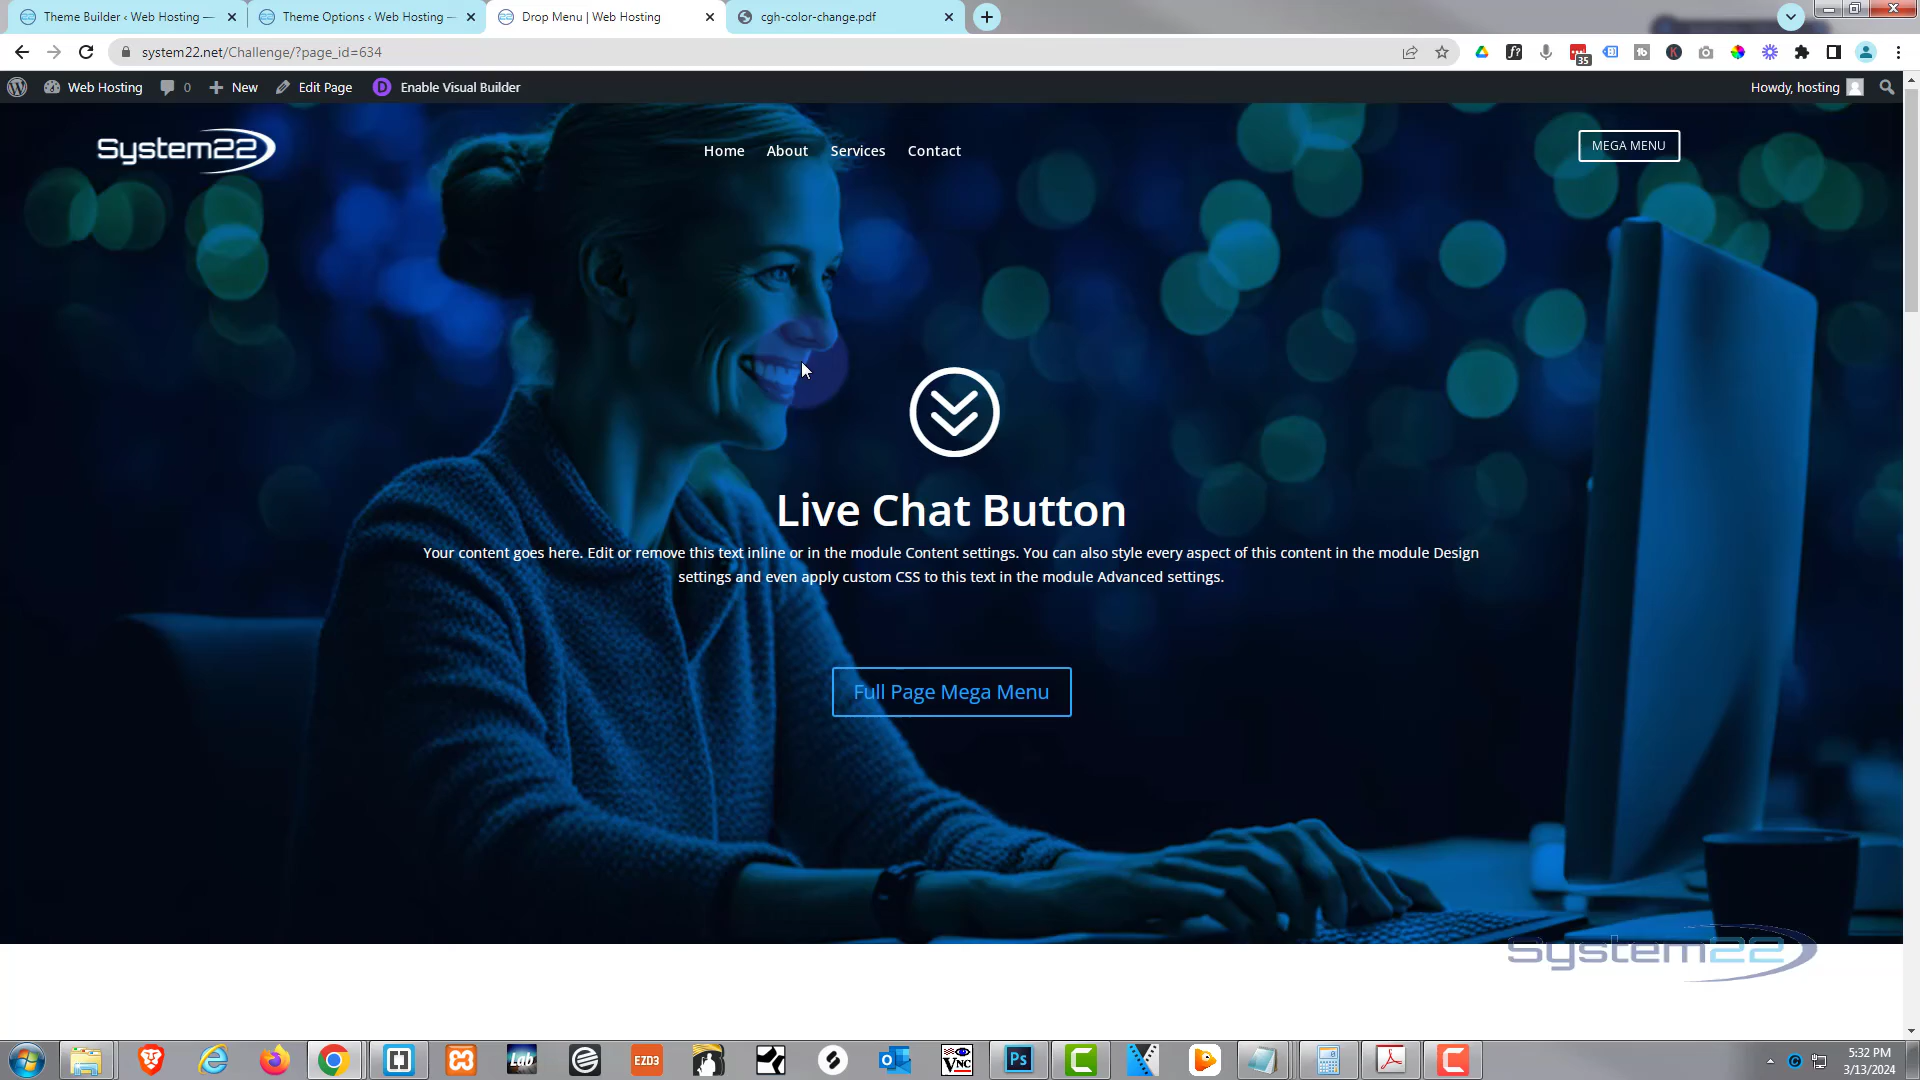 Theme Builder ‹ Web Hosting —
Theme Options ‹ Web Hosting —
Drop Menu | Web Hosting
cgh-color-change.pdf
system22.net/Challenge/?page_id=634
35
Web Hosting
0
New
Edit Page
D
Enable Visual Builder
Howdy, hosting
System22
Home
About
Services
Contact
MEGA MENU
Live Chat Button
Your content goes here. Edit or remove this text inline or in the module Content settings. You can also style every aspect of this content in the module Design
settings and even apply custom CSS to this text in the module Advanced settings.
Full Page Mega Menu
System22
Lab
EZD3
VNC
Ps
5:32 PM
3/13/2024